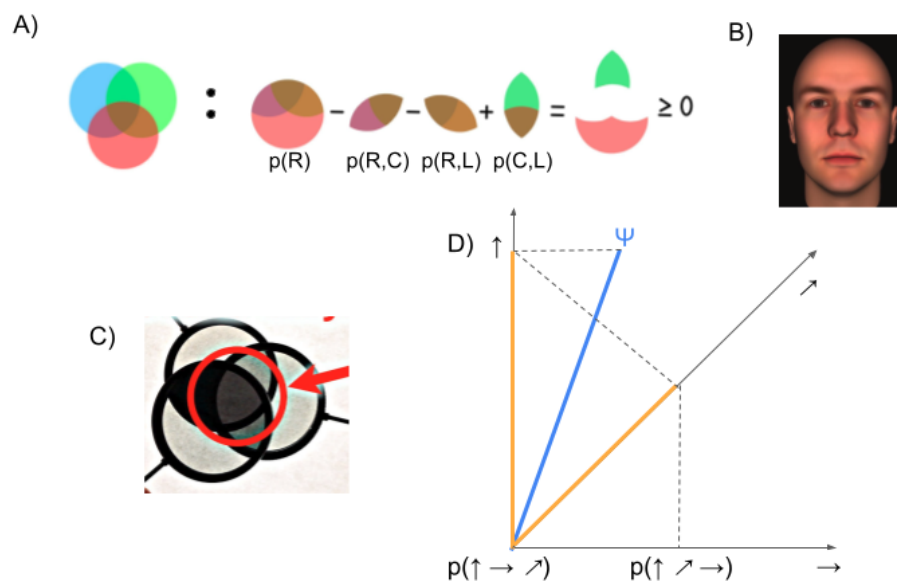 A)
B)
: - - + = ≥ 0
p(R) p(R,C) p(R,L) p(C,L)
C)
D) ↑ Ψ
↗
p(↑ → ↗) p(↑ ↗ →) →